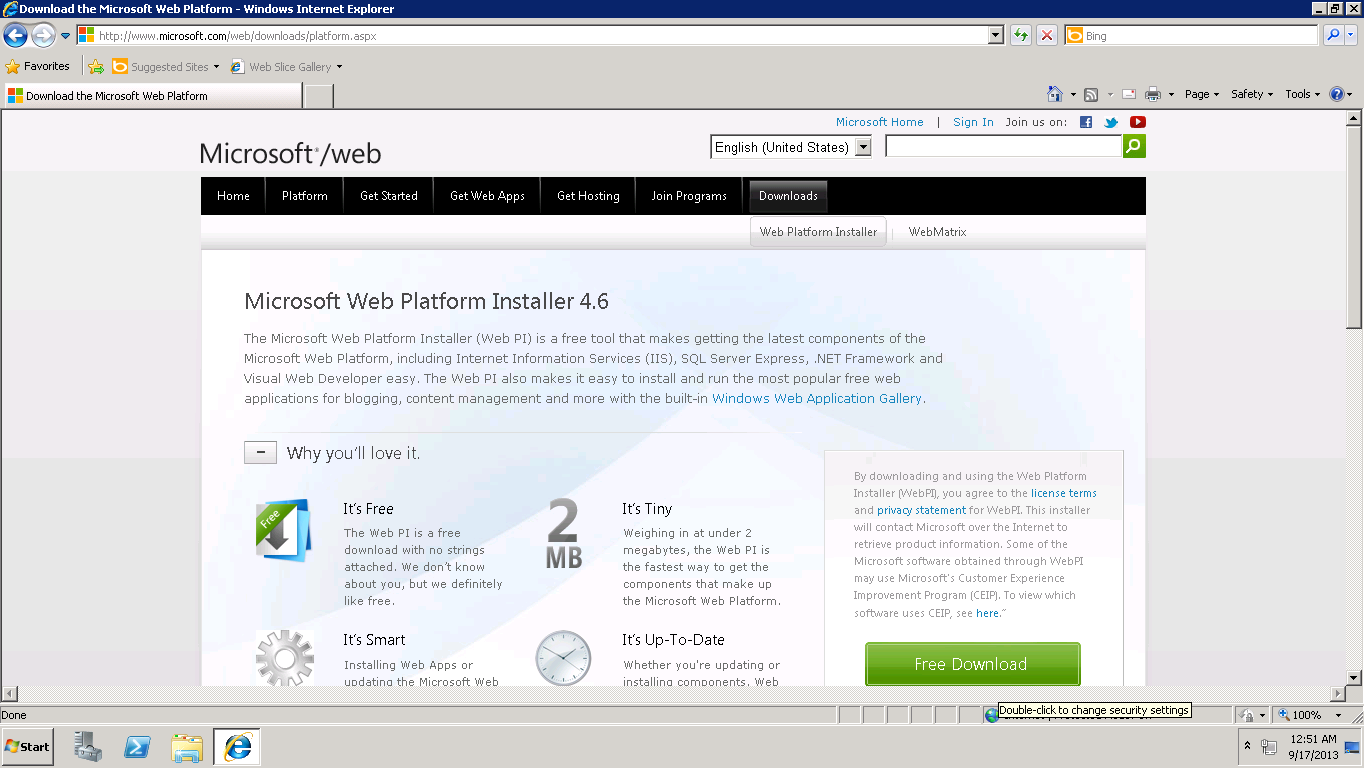 Download the Microsoft Web Platform - Windows Internet Explorer
http://www.microsoft.com/web/downloads/platform.aspx
Bing
Favorites
Suggested Sites
Web Slice Gallery
Download the Microsoft Web Platform
Page
Safety
Tools
Microsoft Home | Sign In Join us on:
Microsoft /web
English (United States)
Home
Platform
Get Started
Get Web Apps
Get Hosting
Join Programs
Downloads
Web Platform Installer
WebMatrix
Microsoft Web Platform Installer 4.6
The Microsoft Web Platform Installer (Web PI) is a free tool that makes getting the latest components of the
Microsoft Web Platform, including Internet Information Services (IIS), SQL Server Express, .NET Framework and
Visual Web Developer easy. The Web PI also makes it easy to install and run the most popular free web
applications for blogging, content management and more with the built-in Windows Web Application Gallery.
Why you'll love it.
Free
It's Free
The Web PI is a free
download with no strings
attached. We don't know
about you, but we definitely
like free.
2
MB
It's Tiny
Weighing in at under 2
megabytes, the Web PI is
the fastest way to get the
components that make up
the Microsoft Web Platform.
It's Smart
Installing Web Apps or
updating the Microsoft Web
It's Up-To-Date
Whether you're updating or
installing components, Web
By downloading and using the Web Platform
Installer (WebPI), you agree to the license terms
and privacy statement for WebPI. This installer
will contact Microsoft over the Internet to
retrieve product information. Some of the
Microsoft software obtained through WebPI
may use Microsoft's Customer Experience
Improvement Program (CEIP). To view which
software uses CEIP, see here."
Free Download
Done
Double-click to change security settings
100%
Start
12:51 AM
9/17/2013